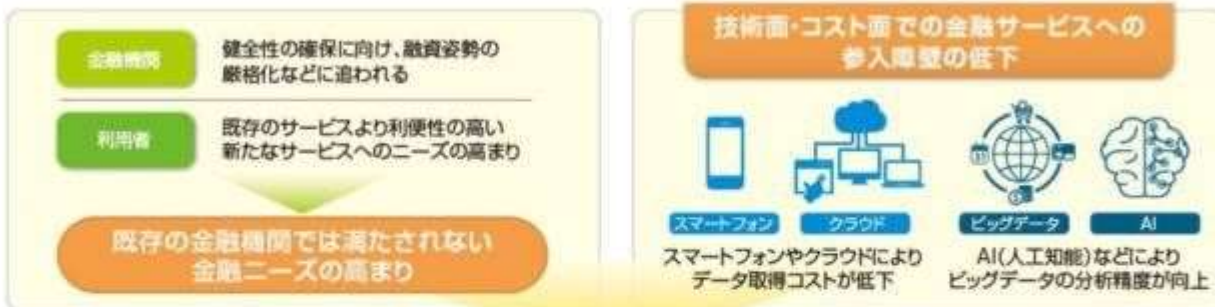 金融機関
健全性の確保に向け、融資姿勢の
厳格化などに追われる
利用者
既存のサービスより利便性の高い
新たなサービスへのニーズの高まり
既存の金融機関では満たされない
金融ニーズの高まり
技術面・コスト面での金融サービスへの
参入障壁の低下
スマートフォン
クラウド
ビッグデータ
AI
スマートフォンやクラウドにより
データ取得コストが低下
AI(人工知能)などにより
ビッグデータの分析精度が向上